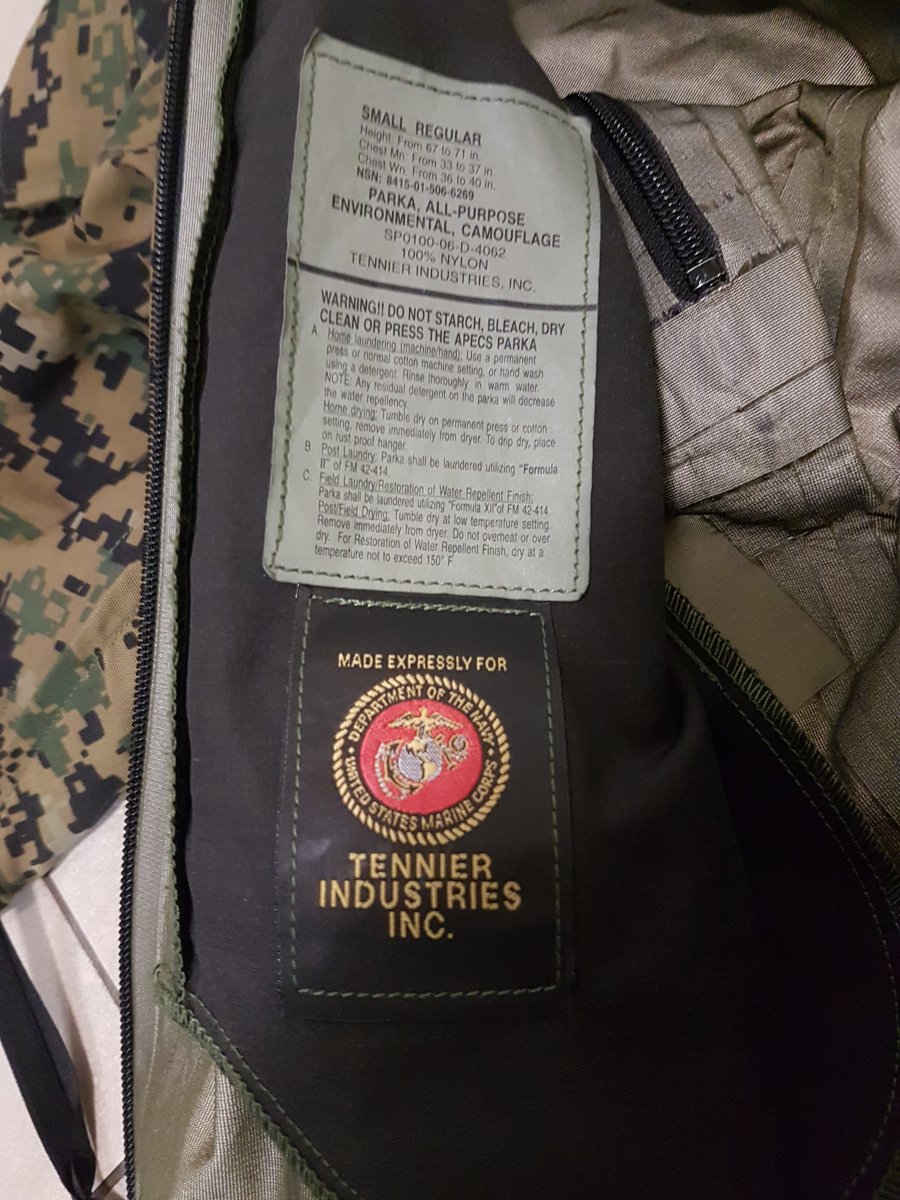 SMALL REGULAR
Height: From 67 to 71 in.
Chest Mn. From 33 to 37 in.
Chest Wn. From 36 to 40 in.
NSN: 8415-01-506-6269
PARKA, ALL-PURPOSE
ENVIRONMENTAL, CAMOUFLAGE
SP0100-06-D-4062
100% NYLON
TENNIER INDUSTRIES, INC.
WARNING!! DO NOT STARCH, BLEACH, DRY
CLEAN OR PRESS THE APECS PARKA
A. Home laundering (machine/hand): Use a permanent
press or normal cotton machine setting, or hand wash
using a detergent. Rinse thoroughly in warm water.
NOTE: Any residual detergent on the parka will decrease
the water repellency.
Home drying: Tumble dry on permanent press or cotton
setting, remove immediately from dryer. To drip dry, place
on rust proof hanger.
B. Post Laundry: Parka shall be laundered utilizing "Formula
II" of FM 42-414.
C. Field Laundry/Restoration of Water Repellent Finish:
Parka shall be laundered utilizing "Formula XII"of FM 42-414.
Post/Field Drying: Tumble dry at low temperature setting.
Remove immediately from dryer. Do not overheat or over
dry. For Restoration of Water Repellent Finish, dry at a
temperature not to exceed 150° F.
MADE EXPRESSLY FOR
DEPARTMENT OF THE NAVY
UNITED STATES MARINE CORPS
TENNIER
INDUSTRIES
INC.